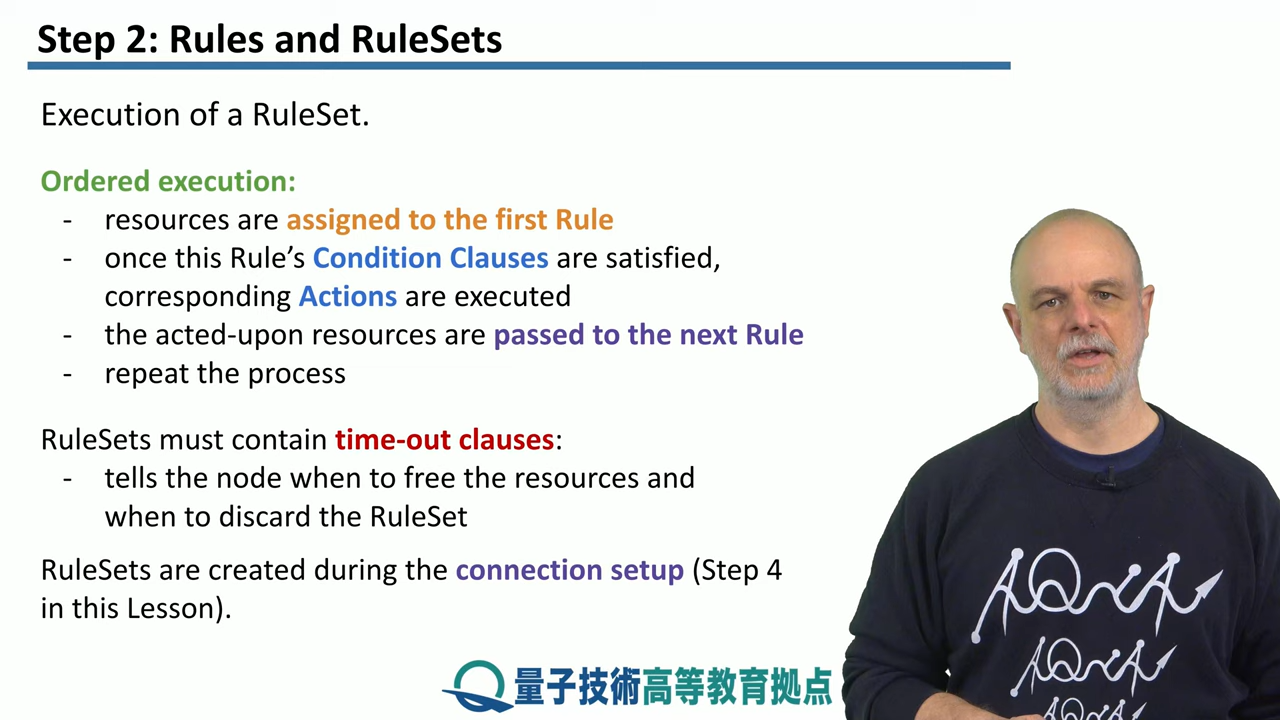 Step 2: Rules and RuleSets
Execution of a RuleSet.
Ordered execution:
- resources are assigned to the first Rule
- once this Rule’s Condition Clauses are satisfied,
corresponding Actions are executed
- the acted-upon resources are passed to the next Rule
- repeat the process
RuleSets must contain time-out clauses:
- tells the node when to free the resources and
when to discard the RuleSet
RuleSets are created during the connection setup (Step 4
in this Lesson).
量子技術高等教育拠点